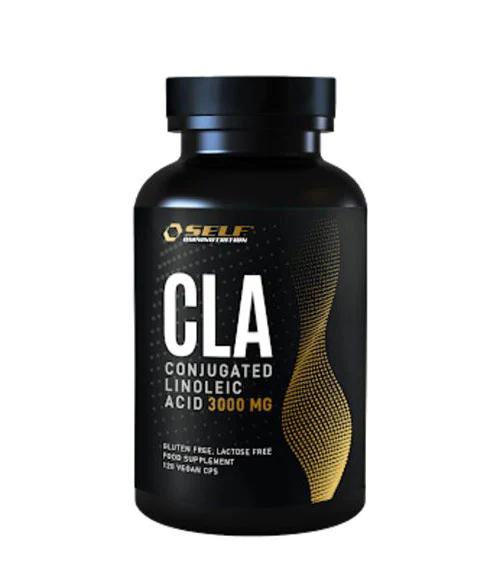 SELF
OMNINUTRITION
CLA
CONJUGATED
LINOLEIC
ACID 3000 MG
GLUTEN FREE, LACTOSE FREE
FOOD SUPPLEMENT
120 VEGAN CPS